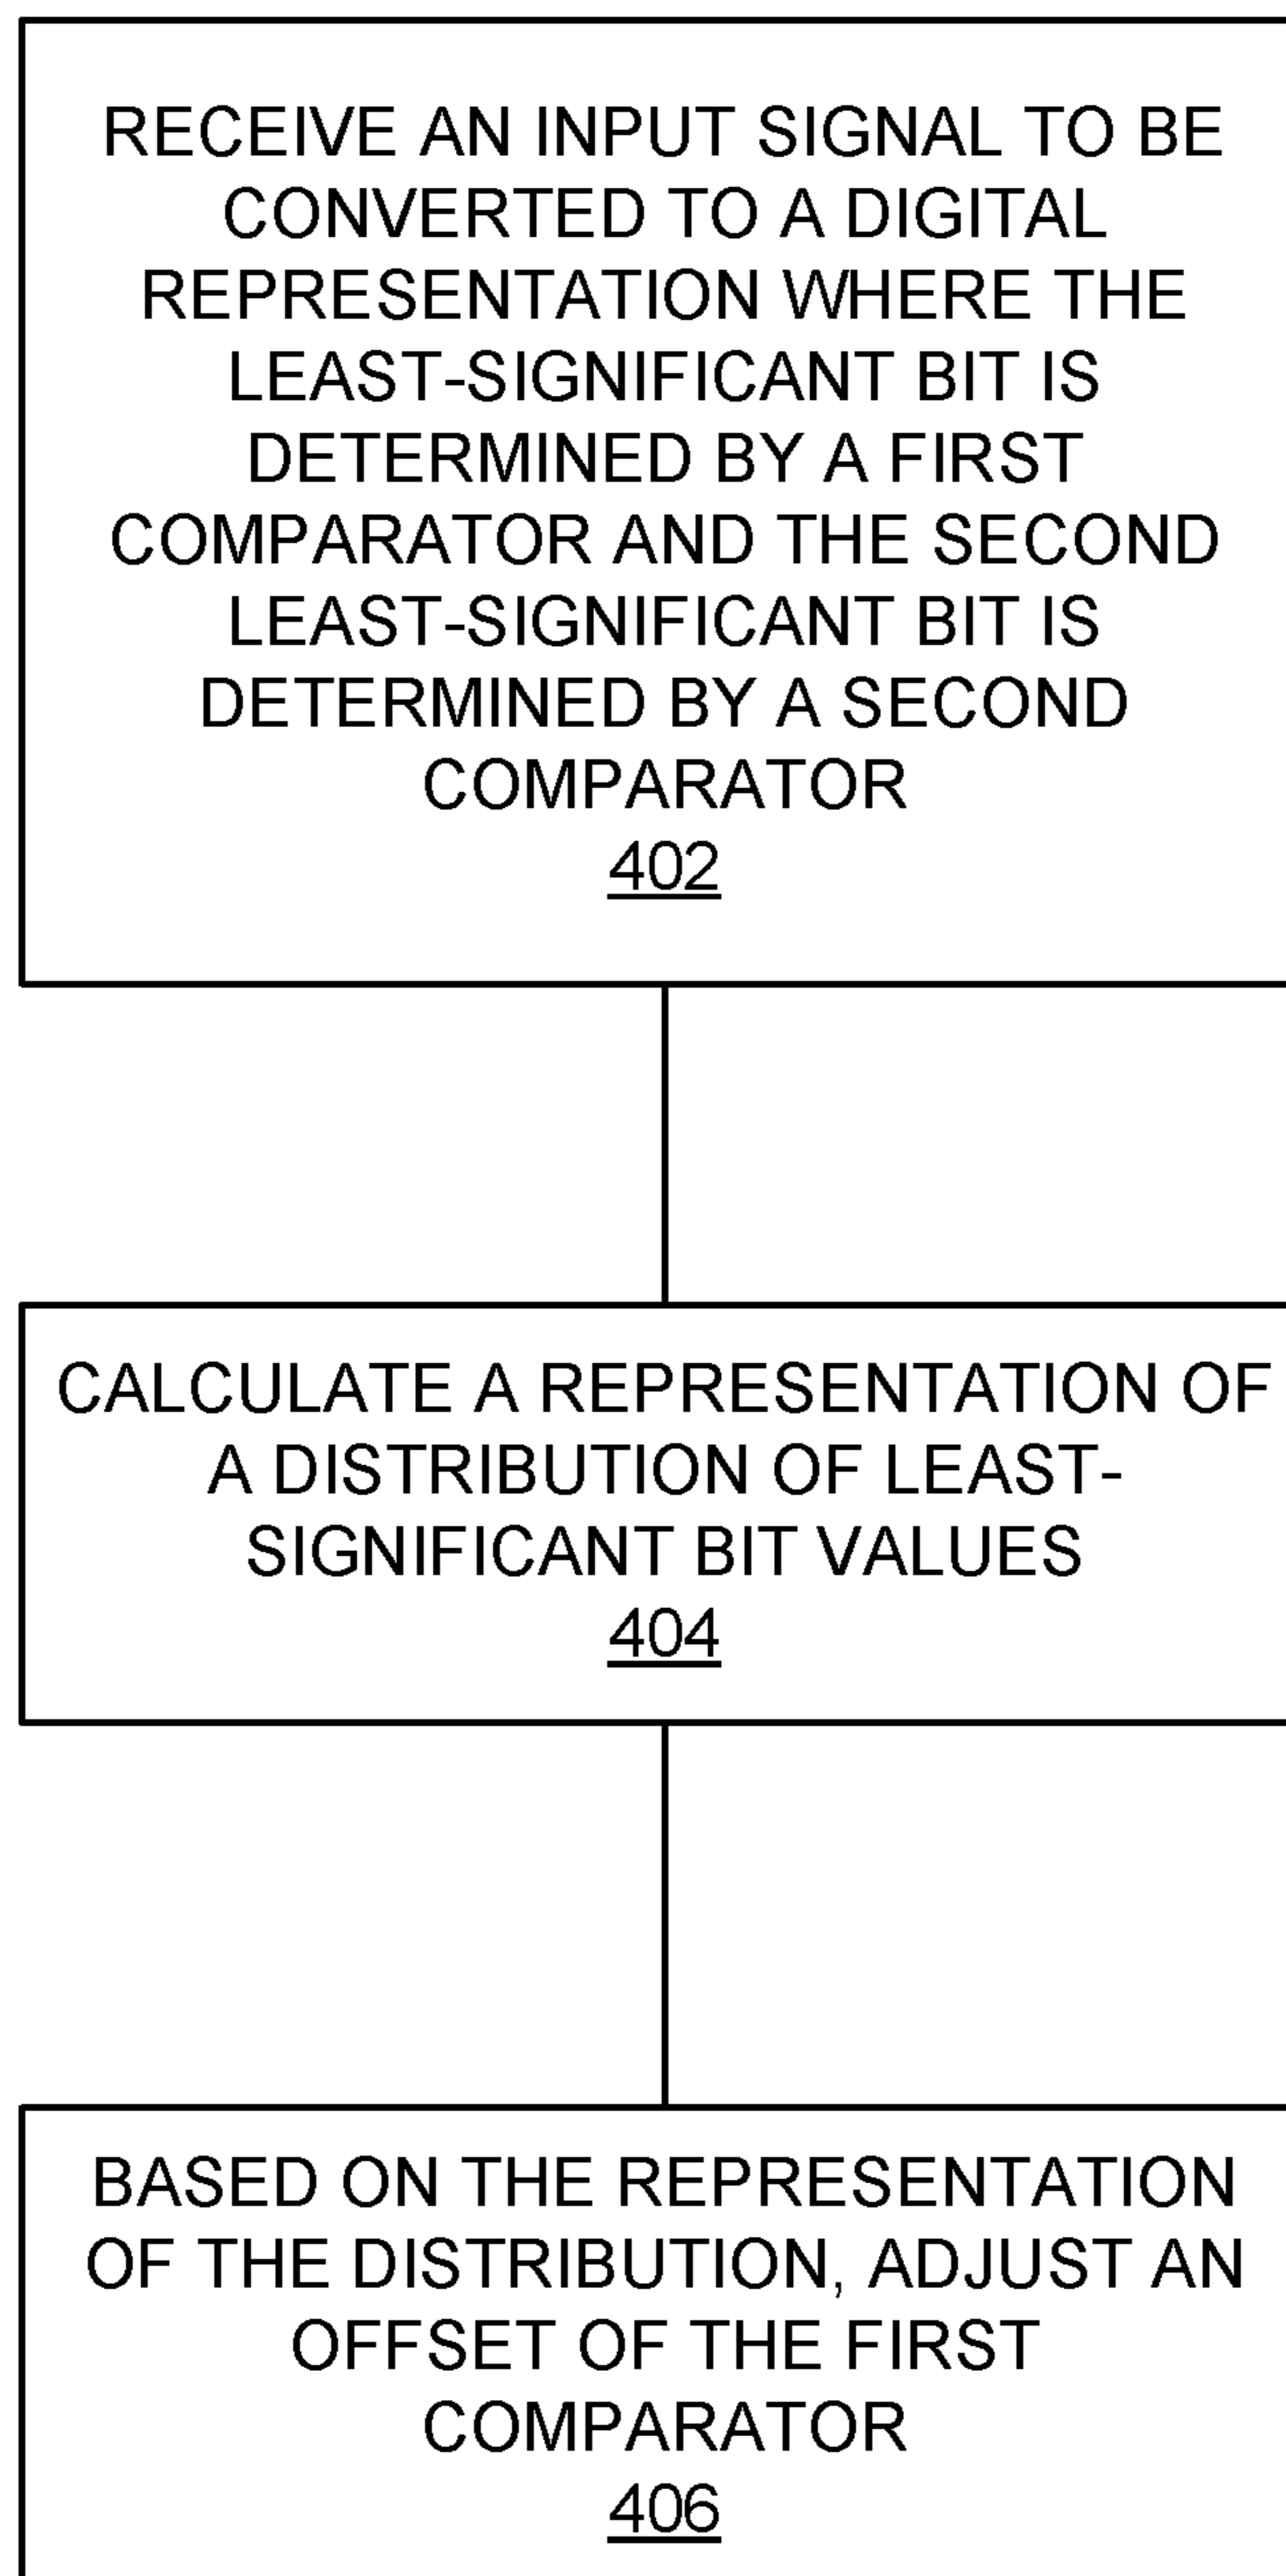 RECEIVE AN INPUT SIGNAL TO BE
CONVERTED TO A DIGITAL
REPRESENTATION WHERE THE
LEAST-SIGNIFICANT BIT IS
DETERMINED BY A FIRST
COMPARATOR AND THE SECOND
LEAST-SIGNIFICANT BIT IS
DETERMINED BY A SECOND
COMPARATOR
402
CALCULATE A REPRESENTATION OF
A DISTRIBUTION OF LEAST-
SIGNIFICANT BIT VALUES
404
BASED ON THE REPRESENTATION
OF THE DISTRIBUTION, ADJUST AN
OFFSET OF THE FIRST
COMPARATOR
406